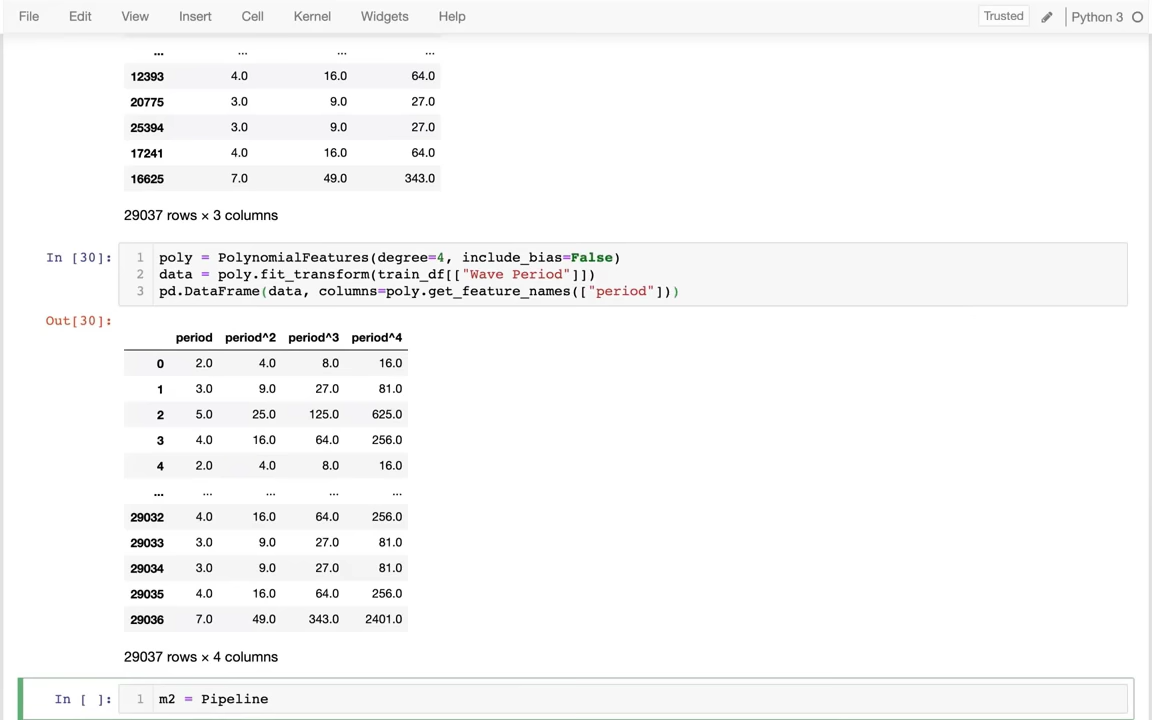 File Edit View Insert Cell Kernel Widgets Help Trusted Python 3
... ... ... ...
12393 4.0 16.0 64.0
20775 3.0 9.0 27.0
25394 3.0 9.0 27.0
17241 4.0 16.0 64.0
16625 7.0 49.0 343.0
29037 rows × 3 columns
In [30]: 1 poly = PolynomialFeatures(degree=4, include_bias=False)
2 data = poly.fit_transform(train_df[["Wave Period"]])
3 pd.DataFrame(data, columns=poly.get_feature_names(["period"]))
Out[30]:
period period^2 period^3 period^4
0 2.0 4.0 8.0 16.0
1 3.0 9.0 27.0 81.0
2 5.0 25.0 125.0 625.0
3 4.0 16.0 64.0 256.0
4 2.0 4.0 8.0 16.0
... ... ... ... ...
29032 4.0 16.0 64.0 256.0
29033 3.0 9.0 27.0 81.0
29034 3.0 9.0 27.0 81.0
29035 4.0 16.0 64.0 256.0
29036 7.0 49.0 343.0 2401.0
29037 rows × 4 columns
In [ ]: 1 m2 = Pipeline